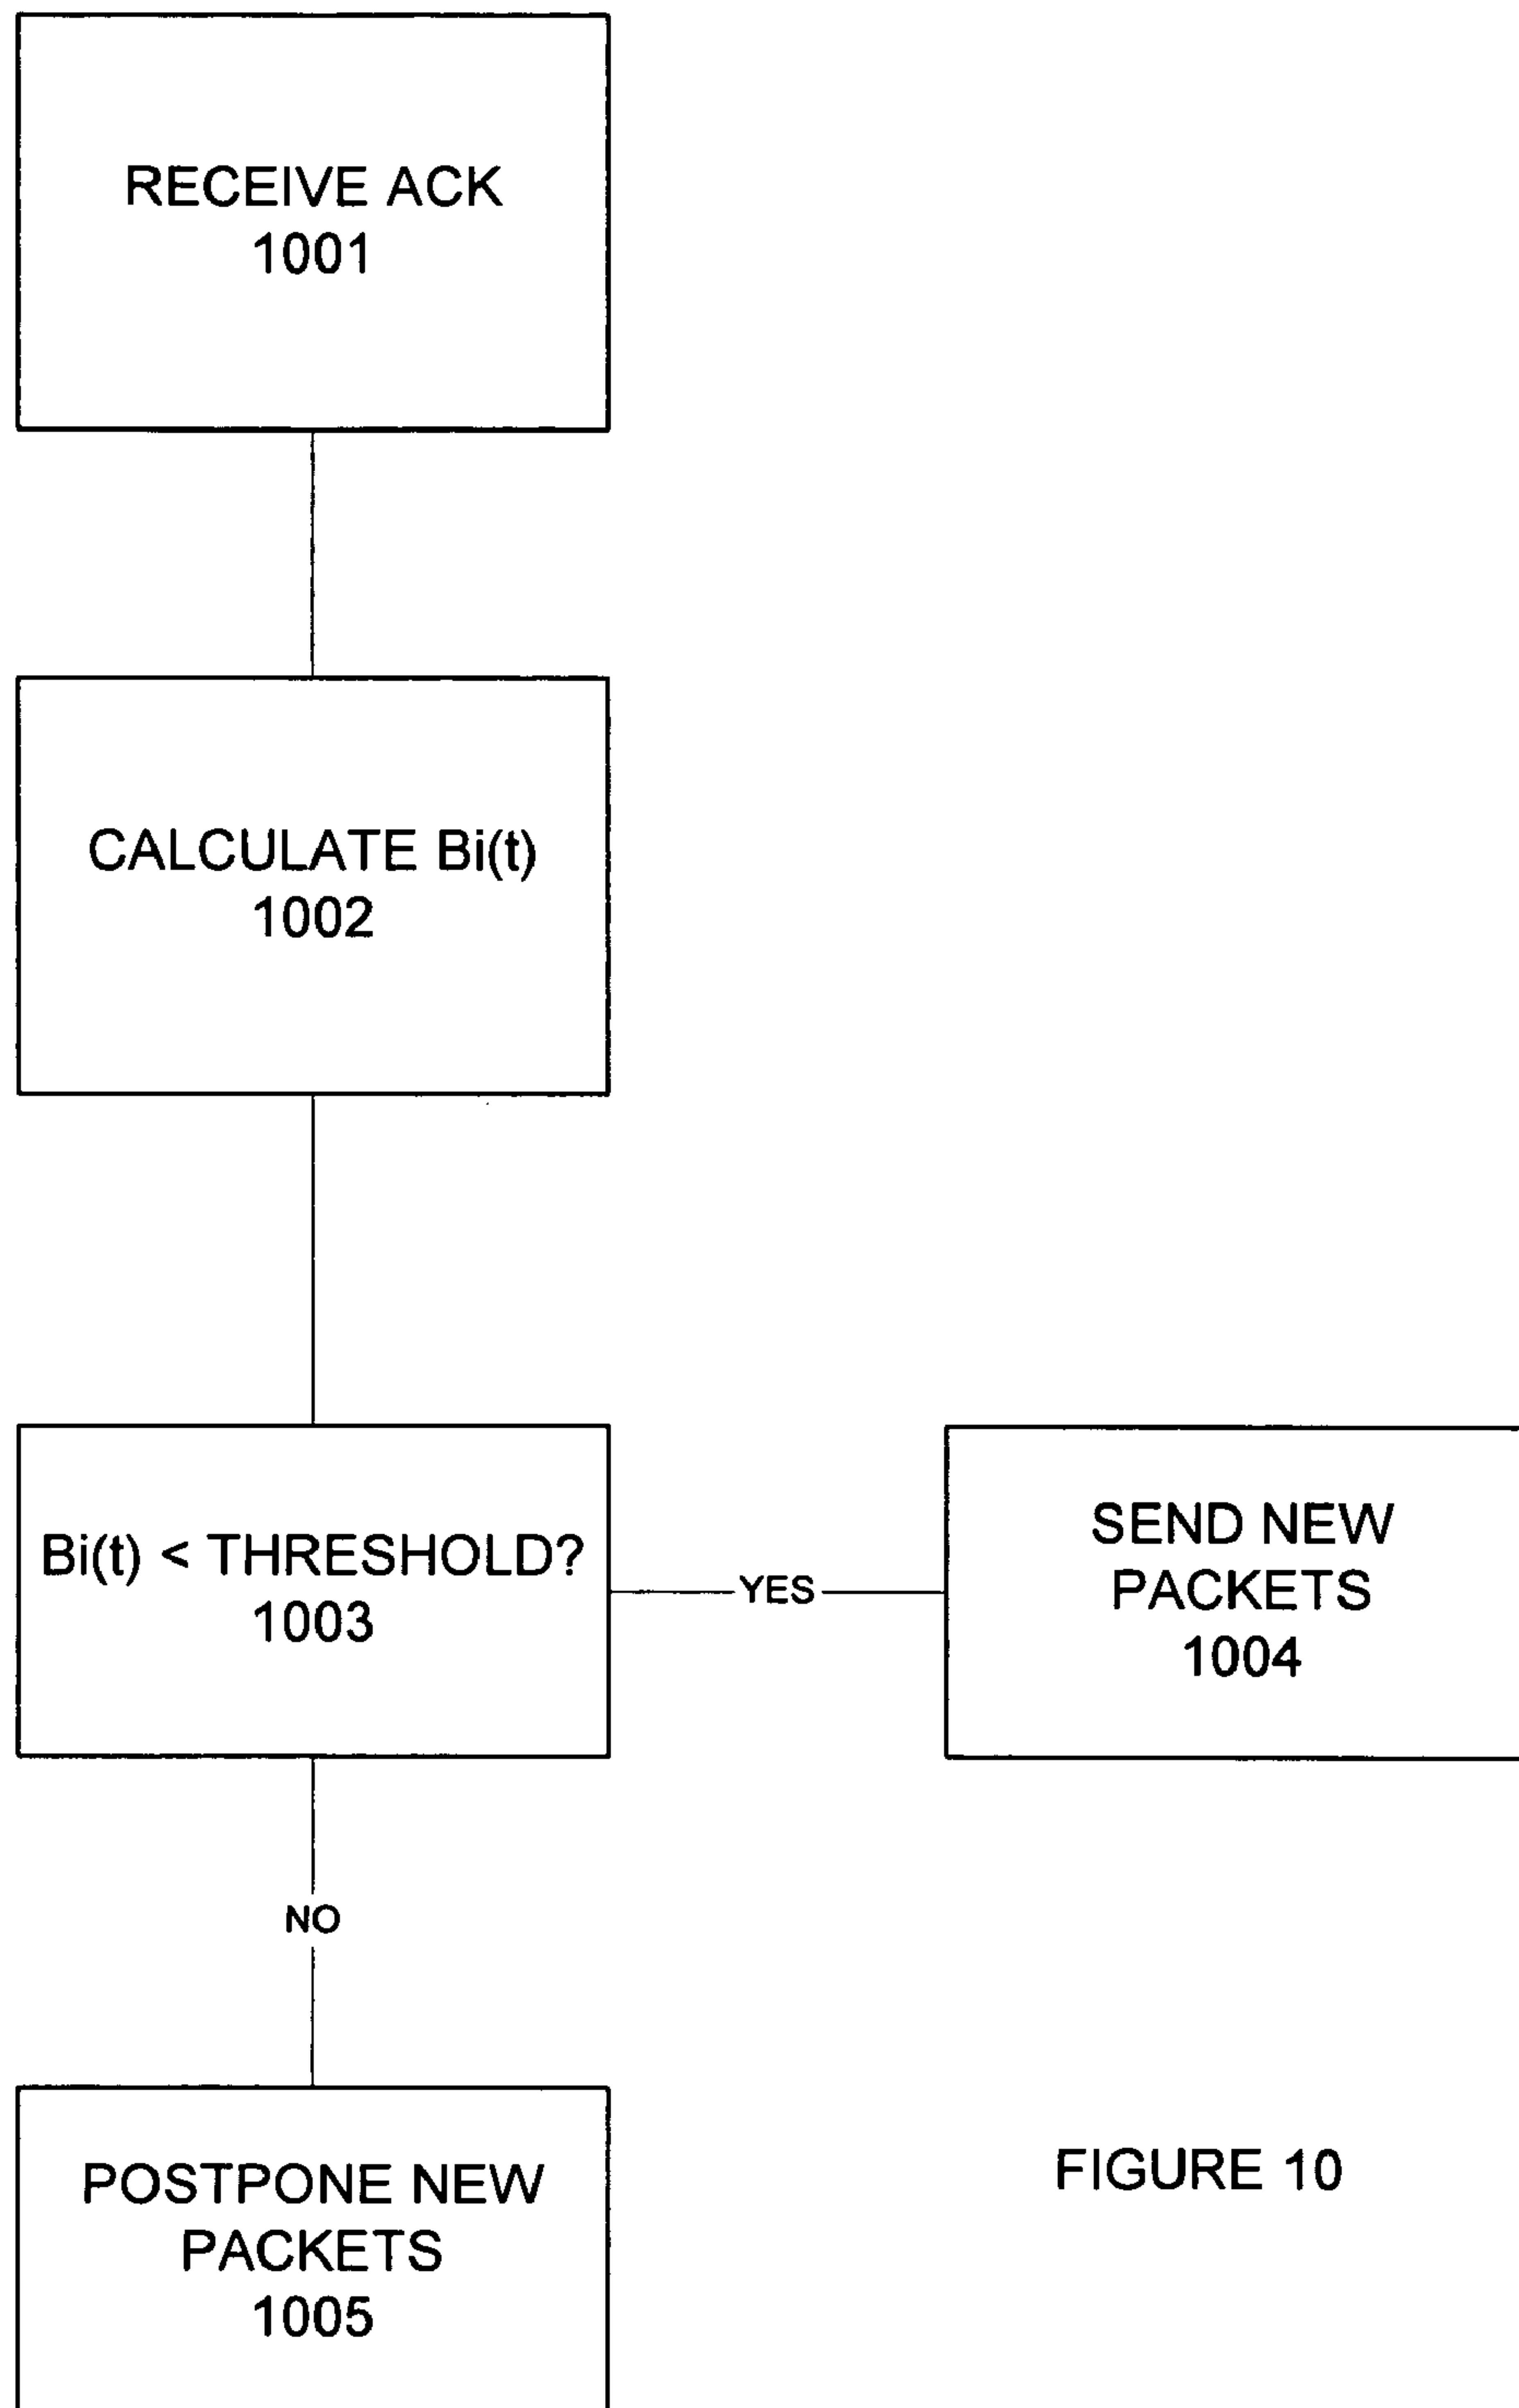 RECEIVE ACK
1001
CALCULATE Bi(t)
1002
Bi(t) < THRESHOLD?
1003
YES
SEND NEW
PACKETS
1004
NO
POSTPONE NEW
PACKETS
1005
FIGURE 10